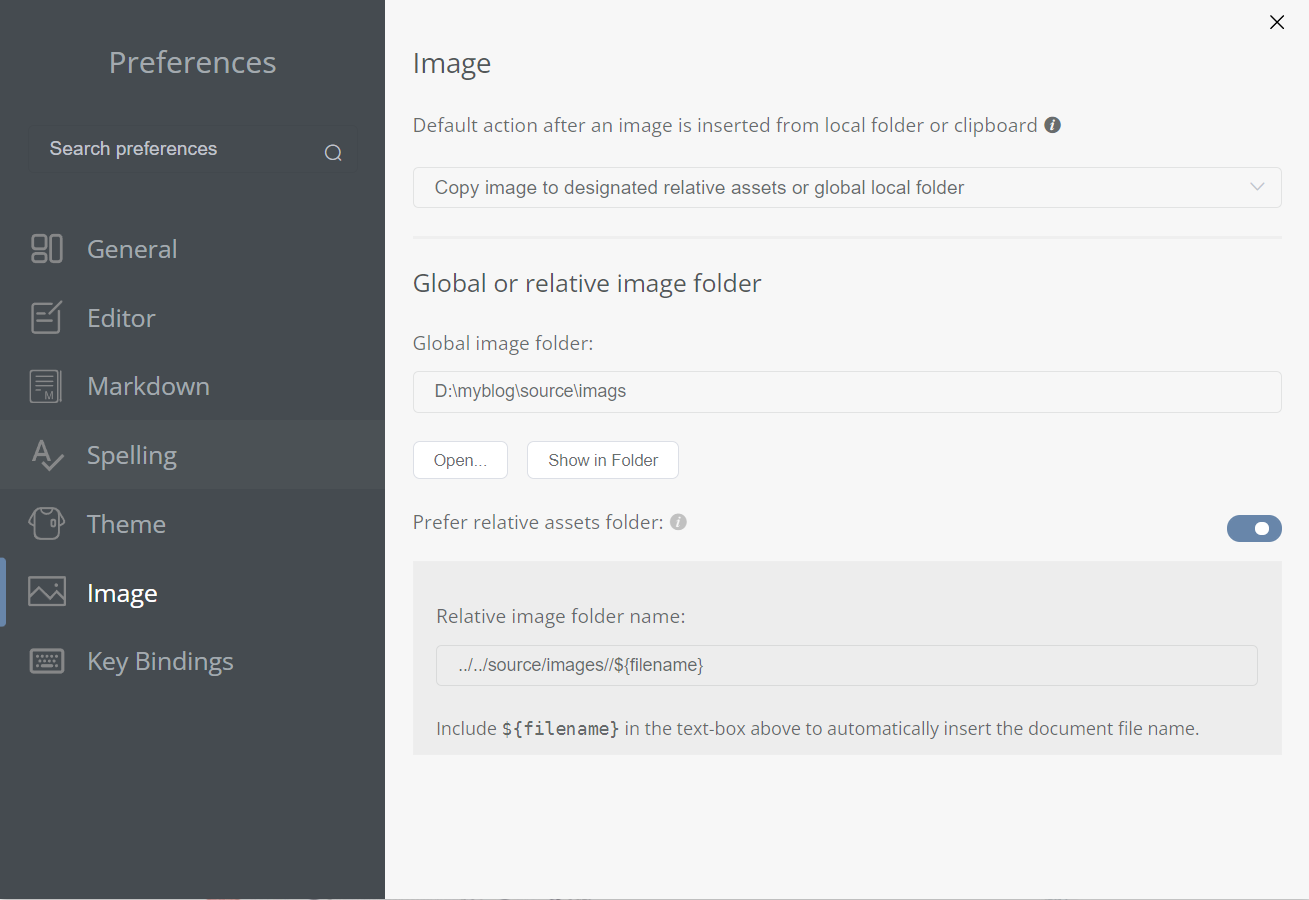 Preferences
Search preferences
General
Editor
Markdown
Spelling
Theme
Image
Key Bindings
Image
Default action after an image is inserted from local folder or clipboard
Copy image to designated relative assets or global local folder
Global or relative image folder
Global image folder:
D:\myblog\source\imags
Open...
Show in Folder
Prefer relative assets folder:
Relative image folder name:
../../source/images//${filename}
Include ${filename} in the text-box above to automatically insert the document file name.